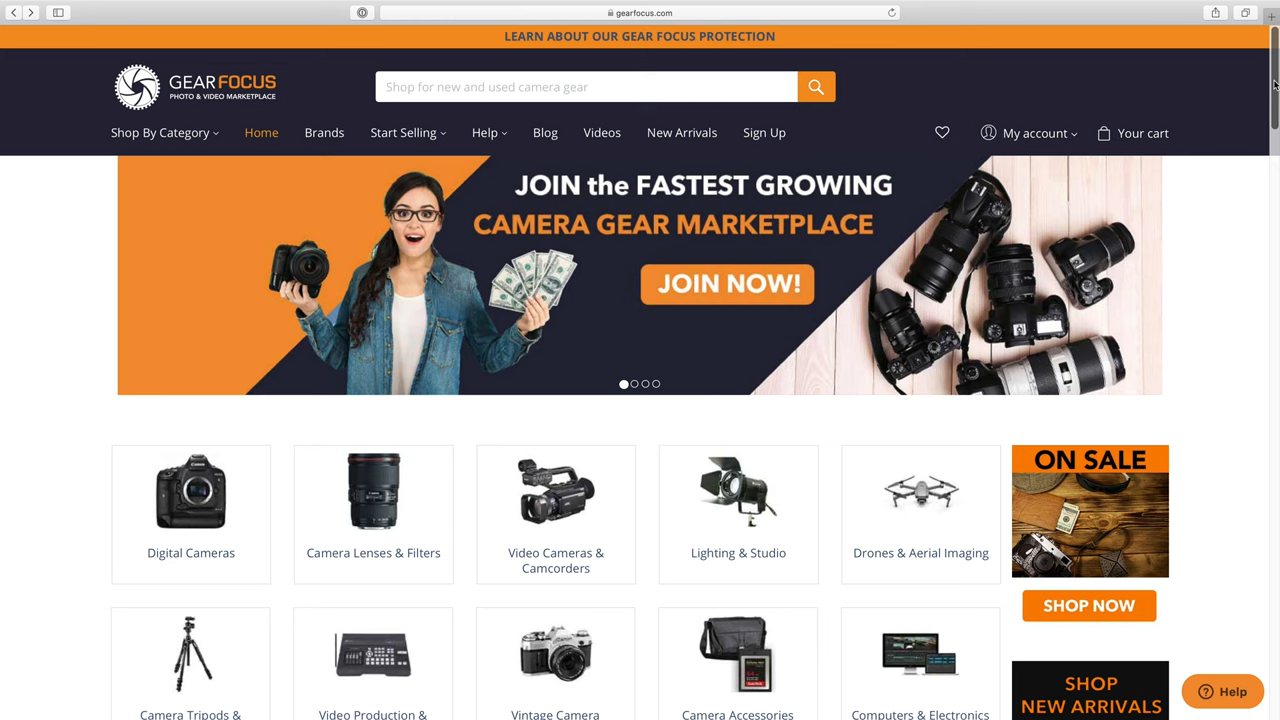 gearfocus.com
LEARN ABOUT OUR GEAR FOCUS PROTECTION
GEARFOCUS
PHOTO & VIDEO MARKETPLACE
Shop for new and used camera gear
Shop By Category
Home
Brands
Start Selling
Help
Blog
Videos
New Arrivals
Sign Up
My account
Your cart
JOIN the FASTEST GROWING
CAMERA GEAR MARKETPLACE
JOIN NOW!
Digital Cameras
Camera Lenses & Filters
Video Cameras &
Camcorders
Lighting & Studio
Drones & Aerial Imaging
ON SALE
SHOP NOW
Camera Tripods &
Video Production &
Vintage Camera
Camera Accessories
Computers & Electronics
SHOP
NEW ARRIVALS
Help